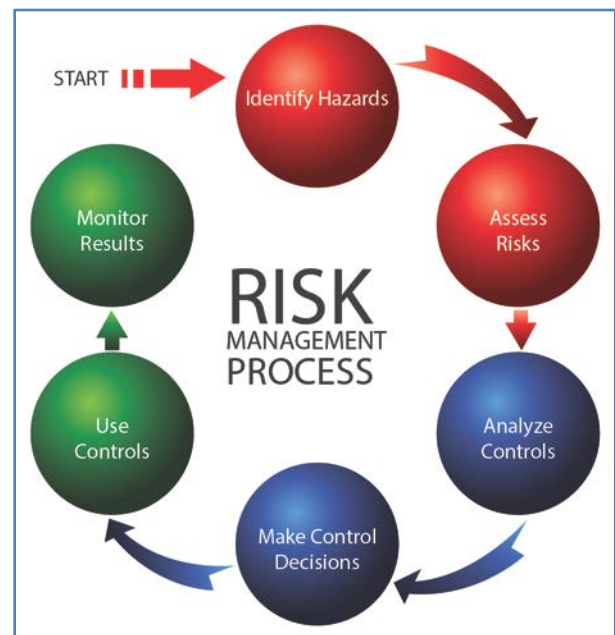 START
Identify Hazards
Assess
Risks
Analyze
Controls
Make Control
Decisions
Use
Controls
Monitor
Results
RISK
MANAGEMENT
PROCESS